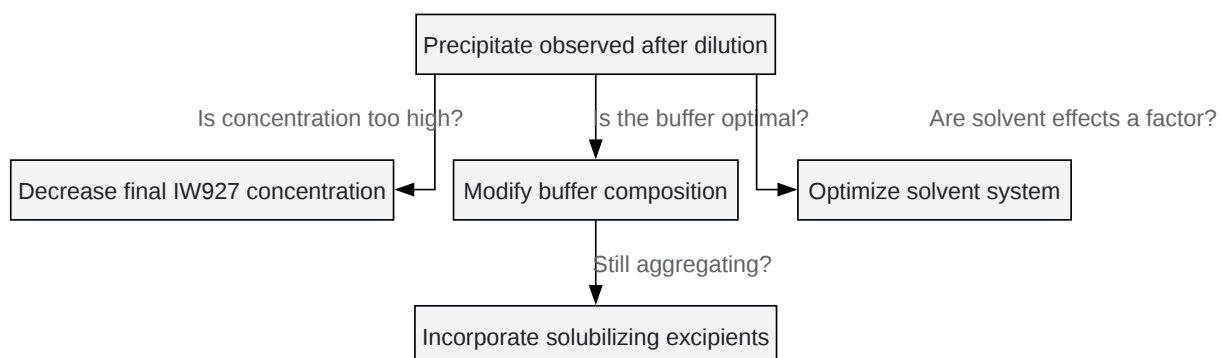 Precipitate observed after dilution
Is concentration too high?
Is the buffer optimal?
Are solvent effects a factor?
Decrease final IW927 concentration
Modify buffer composition
Optimize solvent system
Still aggregating?
Incorporate solubilizing excipients